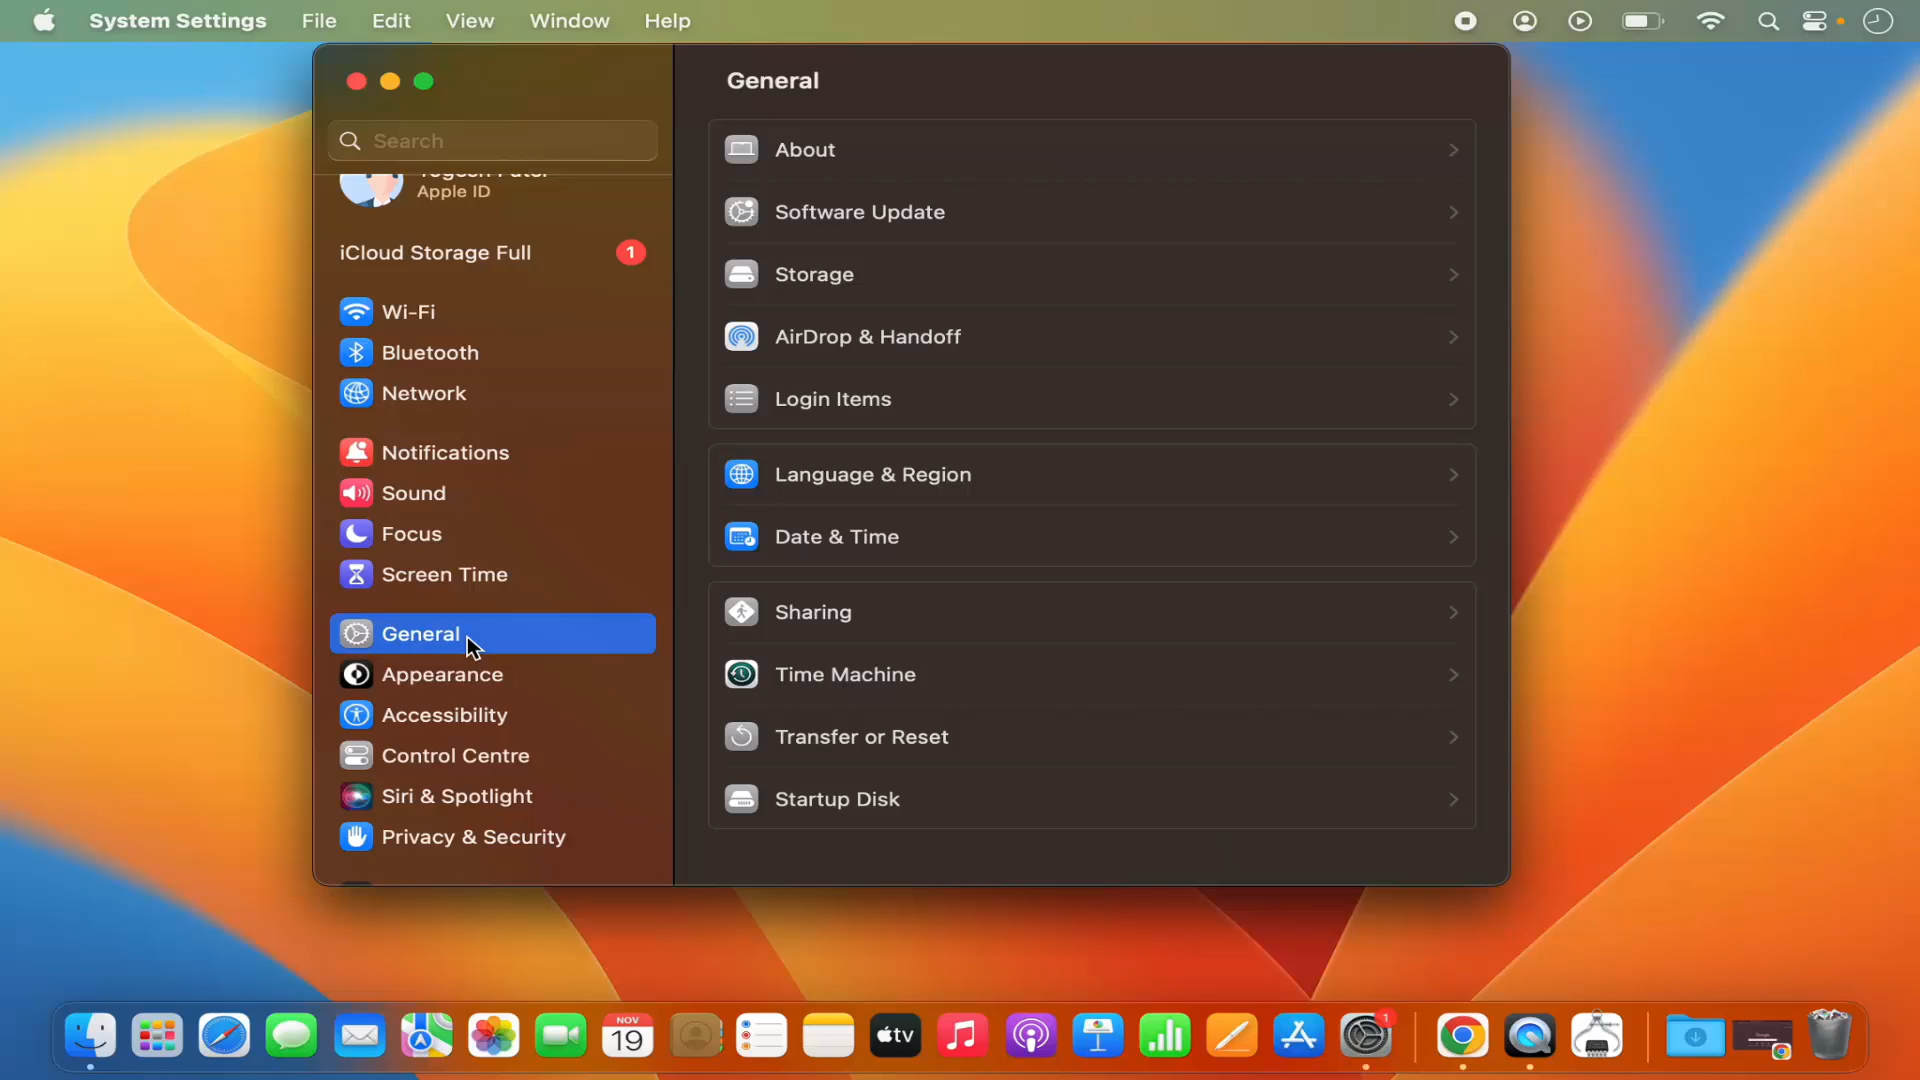 System Settings File Edit View Window Help
General
Search
Apple ID
iCloud Storage Full 1
Wi-Fi
Bluetooth
Network
Notifications
Sound
Focus
Screen Time
General
Appearance
Accessibility
Control Centre
Siri & Spotlight
Privacy & Security
About
Software Update
Storage
AirDrop & Handoff
Login Items
Language & Region
Date & Time
Sharing
Time Machine
Transfer or Reset
Startup Disk
NOV
19
tv
1